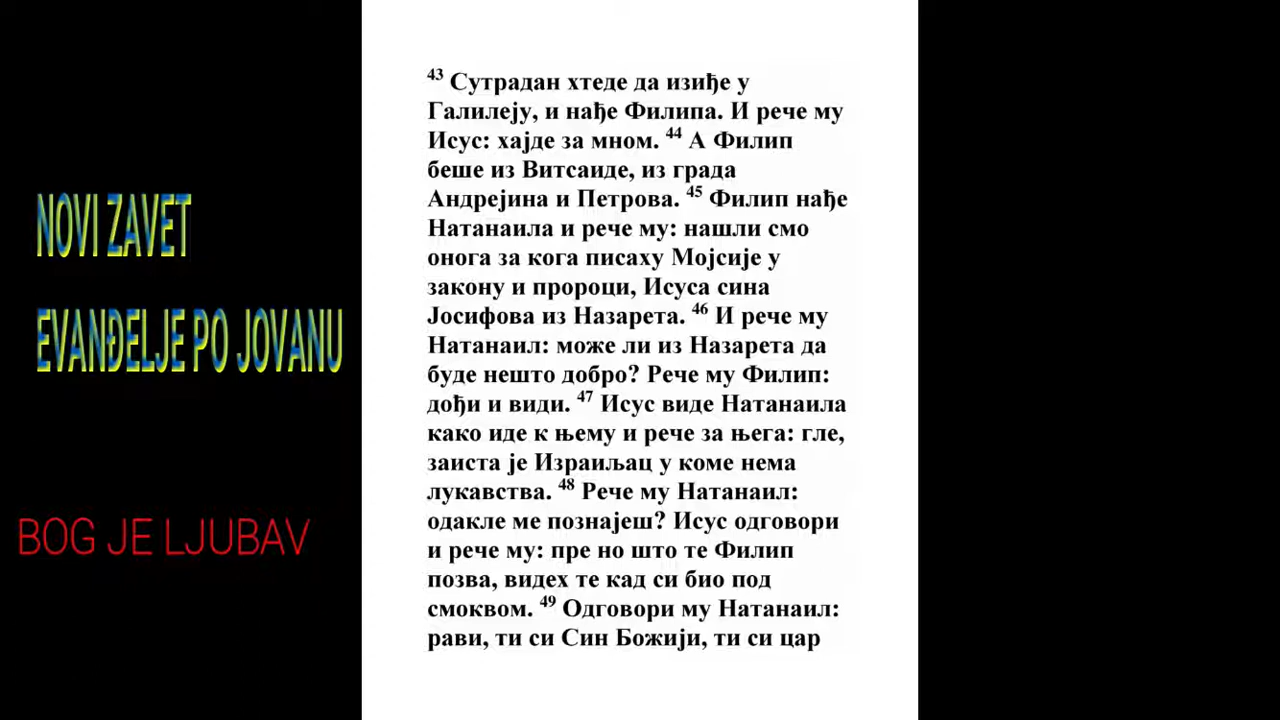 NOVI ZAVET
EVANĐELJE PO JOVANU
BOG JE LJUBAV
43 Сутрадан хтеде да изиђе у
Галилеју, и нађе Филипа. И рече му
Исус: хајде за мном. 44 А Филип
беше из Витсаиде, из града
Андрејина и Петрова. 45 Филип нађе
Натанаила и рече му: нашли смо
онога за кога писаху Мојсије у
закону и пророци, Исуса сина
Јосифова из Назарета. 46 И рече му
Натанаил: може ли из Назарета да
буде нешто добро? Рече му Филип:
дођи и види. 47 Исус виде Натанаила
како иде к њему и рече за њега: гле,
заиста је Израиљац у коме нема
лукавства. 48 Рече му Натанаил:
одакле ме познајеш? Исус одговори
и рече му: пре но што те Филип
позва, видех те кад си био под
смоквом. 49 Одговори му Натанаил:
рави, ти си Син Божији, ти си цар